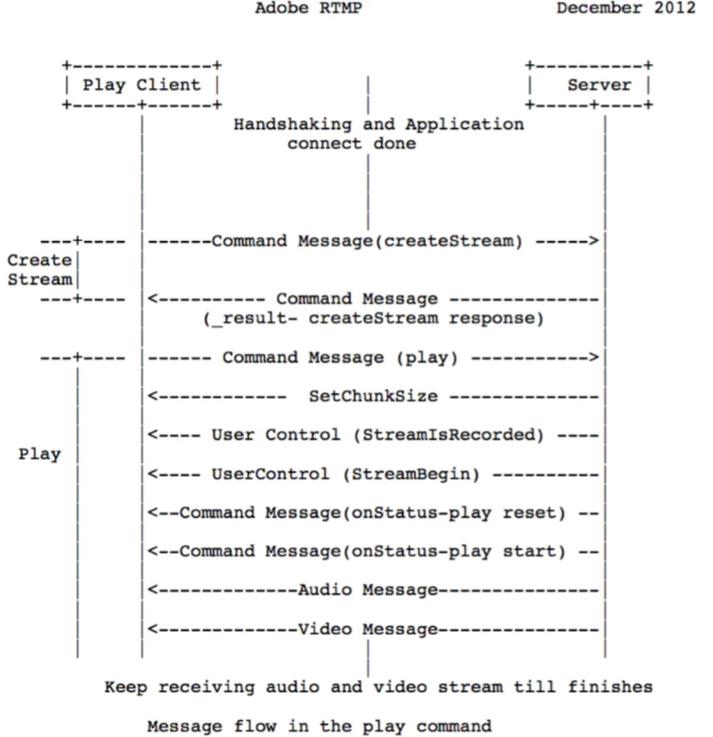 Adobe RTMP December 2012
Play Client Server
Handshaking and Application
connect done
------Command Message(createStream) ----->
Create
Stream
<---------- Command Message -----------
(_result- createStream response)
------ Command Message (play) --------->
<------------ SetChunkSize --------------
<---- User Control (StreamIsRecorded) ----
Play
<---- UserControl (StreamBegin) ----------
<--Command Message(onStatus-play reset) --
<--Command Message(onStatus-play start) --
<-------------Audio Message---------------
<-------------Video Message---------------
Keep receiving audio and video stream till finishes
Message flow in the play command